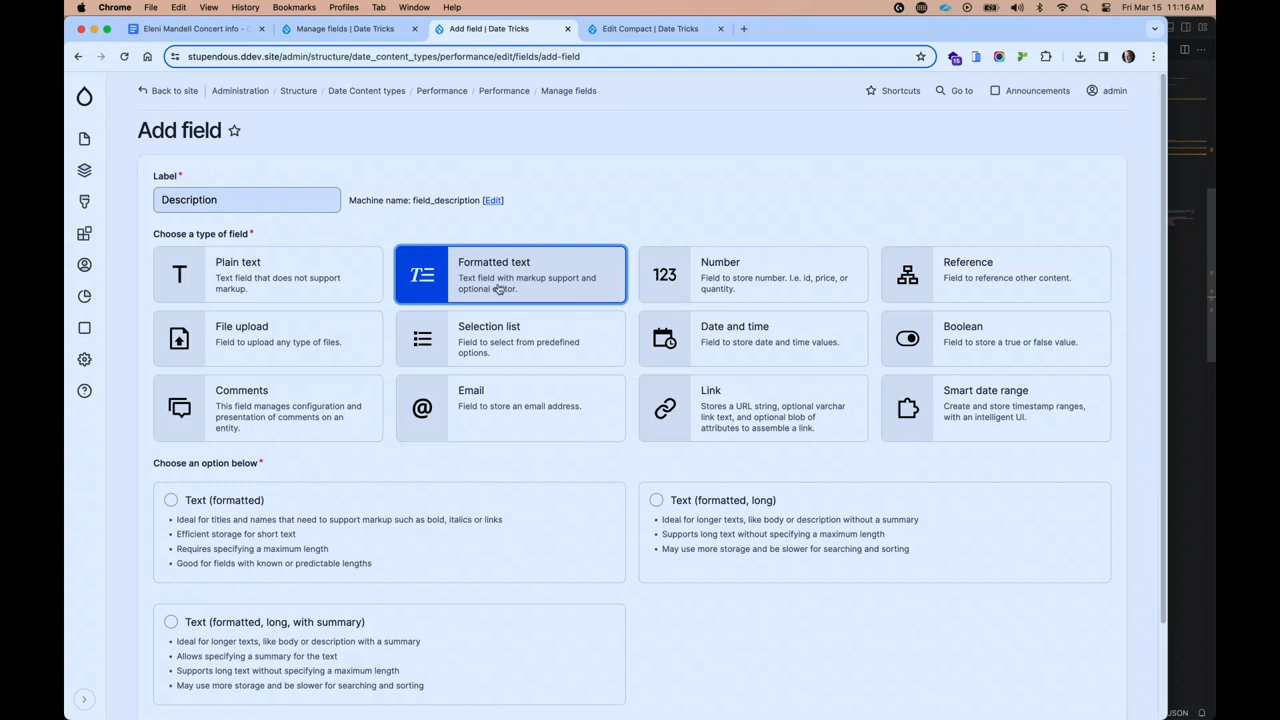 Chrome File Edit View History Bookmarks Profiles Tab Window Help
Fri Mar 15 11:16 AM
Eleni Mandell Concert info -
Manage fields | Date Tricks
Add field | Date Tricks
Edit Compact | Date Tricks
stupendous.ddev.site/admin/structure/date_content_types/performance/edit/fields/add-field
15
Back to site Administration Structure Date Content types Performance Performance Manage fields
Shortcuts Go to Announcements admin
Add field
Label*
Description
Machine name: field_description [Edit]
Choose a type of field*
Plain text
Text field that does not support
markup.
Formatted text
Text field with markup support and
optional editor.
123
Number
Field to store number. I.e. id, price, or
quantity.
Reference
Field to reference other content.
File upload
Field to upload any type of files.
Selection list
Field to select from predefined
options.
Date and time
Field to store date and time values.
Boolean
Field to store a true or false value.
Comments
This field manages configuration and
presentation of comments on an
entity.
@
Email
Field to store an email address.
Link
Stores a URL string, optional varchar
link text, and optional blob of
attributes to assemble a link.
Smart date range
Create and store timestamp ranges,
with an intelligent UI.
Choose an option below*
Text (formatted)
• Ideal for titles and names that need to support markup such as bold, italics or links
• Efficient storage for short text
• Requires specifying a maximum length
• Good for fields with known or predictable lengths
Text (formatted, long)
• Ideal for longer texts, like body or description without a summary
• Supports long text without specifying a maximum length
• May use more storage and be slower for searching and sorting
Text (formatted, long, with summary)
• Ideal for longer texts, like body or description with a summary
• Allows specifying a summary for the text
• Supports long text without specifying a maximum length
• May use more storage and be slower for searching and sorting
JSON